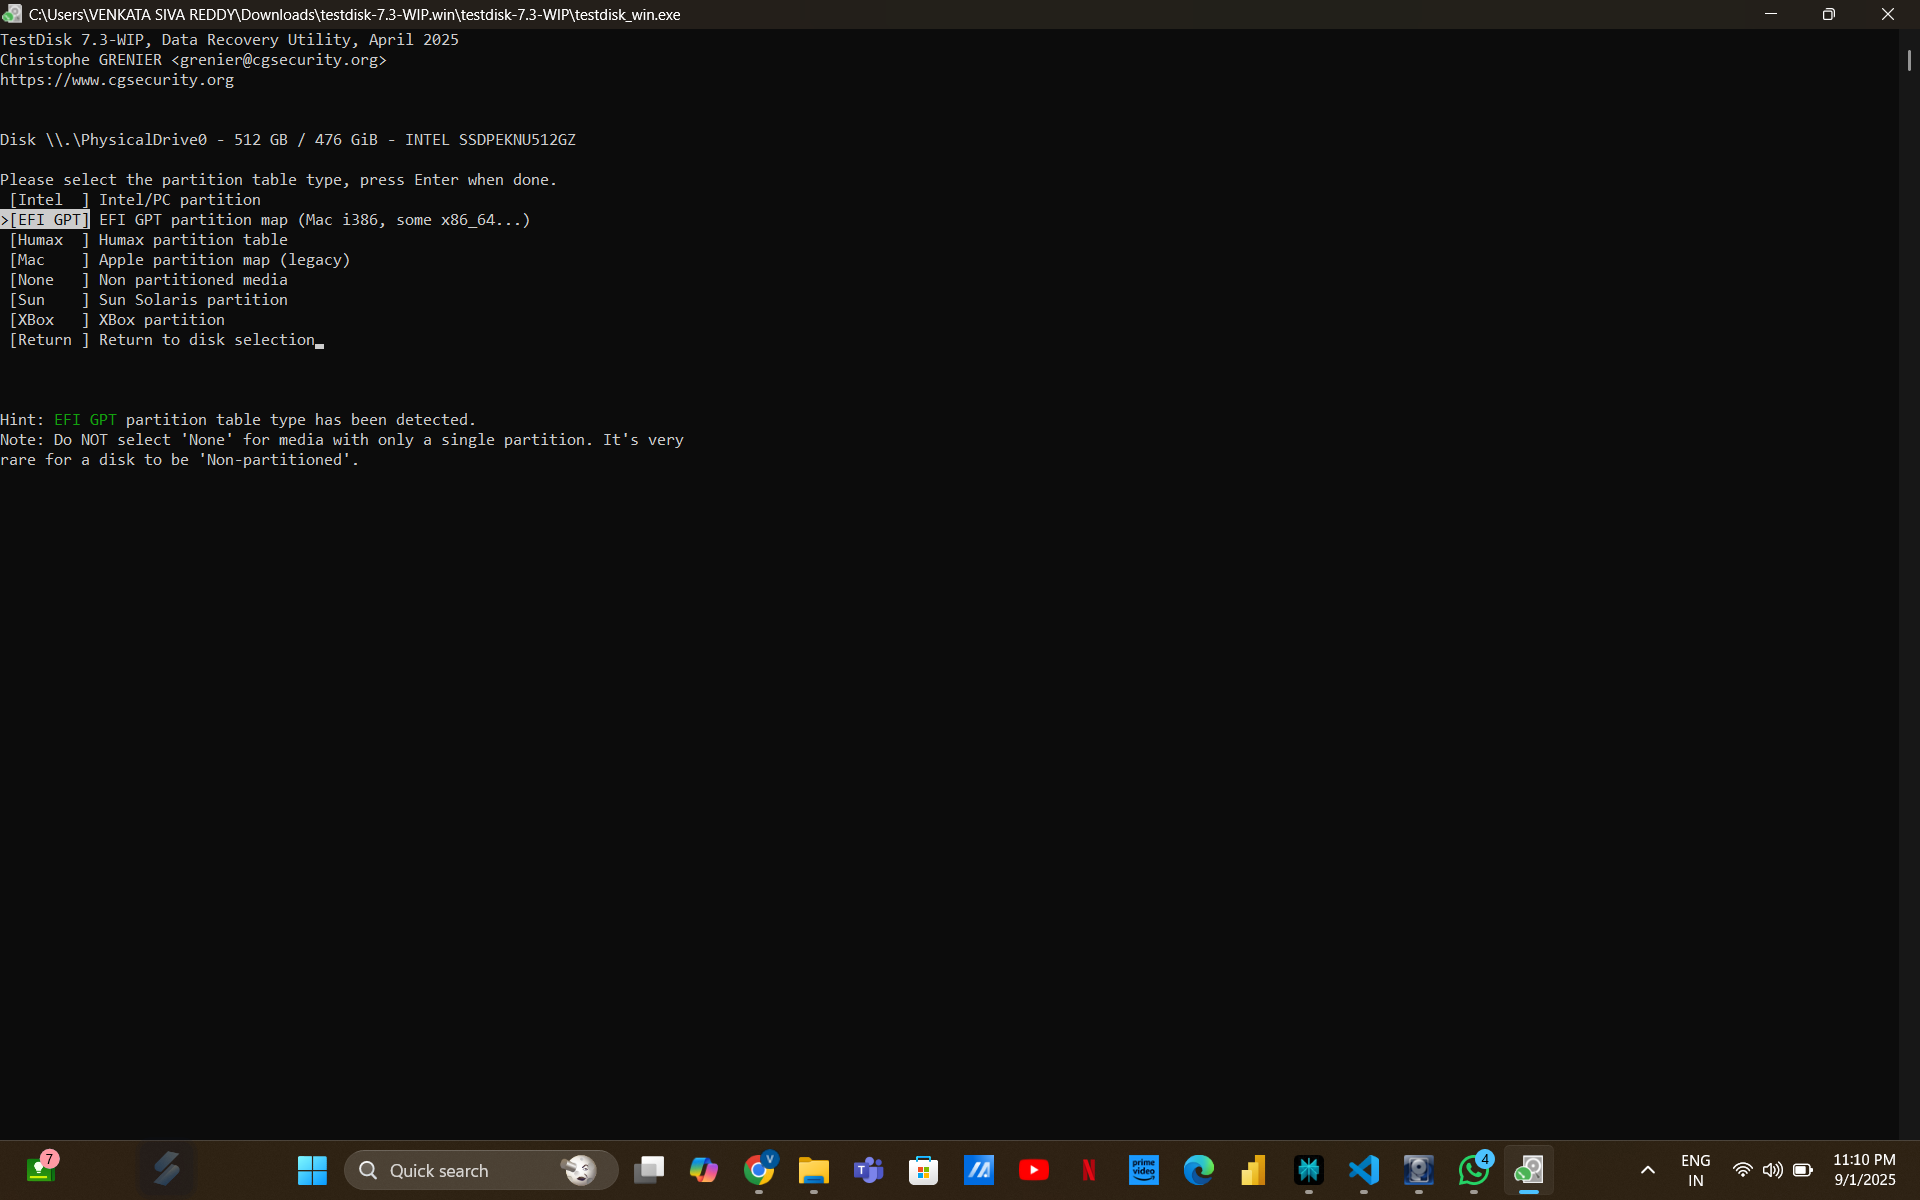 C:\Users\VENKATA SIVA REDDY\Downloads\testdisk-7.3-WIP.win\testdisk-7.3-WIP\testdisk_win.exe
TestDisk 7.3-WIP, Data Recovery Utility, April 2025
Christophe GRENIER <grenier@cgsecurity.org>
https://www.cgsecurity.org
Disk \\.\PhysicalDrive0 - 512 GB / 476 GiB - INTEL SSDPEKNU512GZ
Please select the partition table type, press Enter when done.
[Intel  ] Intel/PC partition
>[EFI GPT] EFI GPT partition map (Mac i386, some x86_64...)
[Humax  ] Humax partition table
[Mac    ] Apple partition map (legacy)
[None   ] Non partitioned media
[Sun    ] Sun Solaris partition
[XBox   ] XBox partition
[Return ] Return to disk selection
Hint: EFI GPT partition table type has been detected.
Note: Do NOT select 'None' for media with only a single partition. It's very
rare for a disk to be 'Non-partitioned'.
7
Quick search
V
N
prime video
4
ENG
IN
11:10 PM
9/1/2025